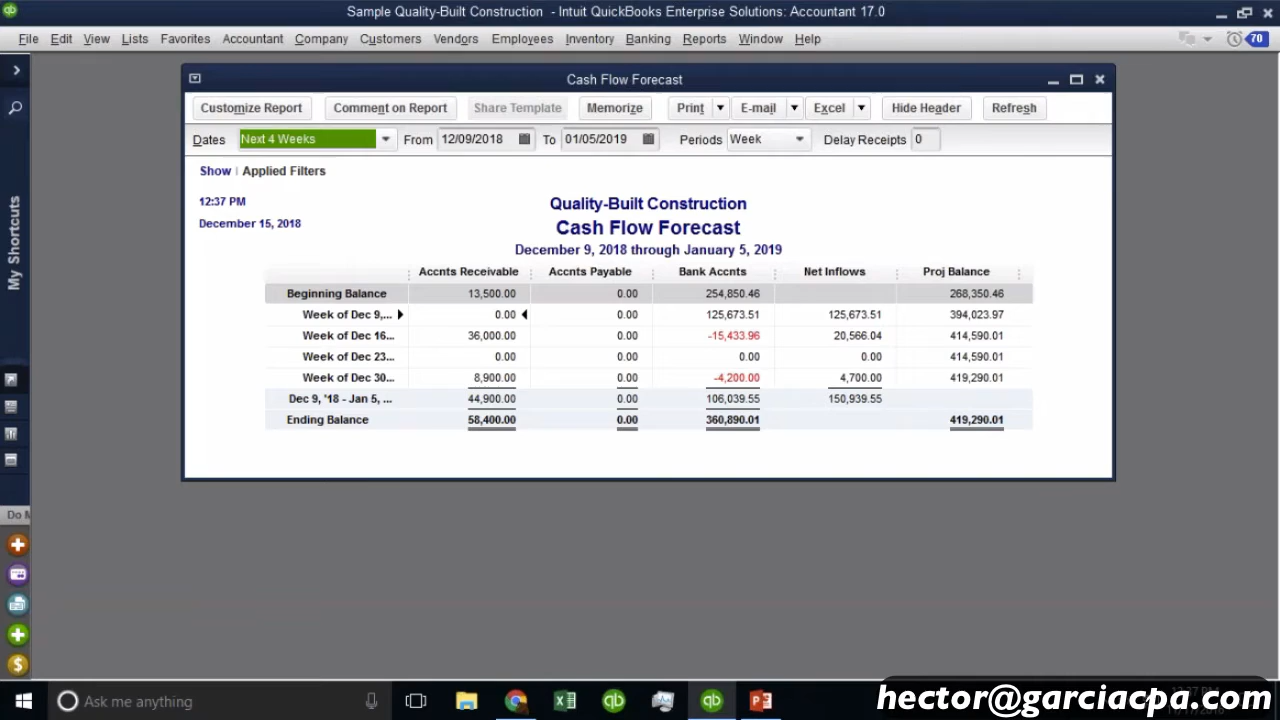 Sample Quality-Built Construction - Intuit QuickBooks Enterprise Solutions: Accountant 17.0
File Edit View Lists Favorites Accountant Company Customers Vendors Employees Inventory Banking Reports Window Help 70
Cash Flow Forecast
Customize Report Comment on Report Share Template Memorize Print E-mail Excel Hide Header Refresh
Dates Next 4 Weeks From 12/09/2018 To 01/05/2019 Periods Week Delay Receipts 0
Show | Applied Filters
12:37 PM
December 15, 2018
Quality-Built Construction
Cash Flow Forecast
December 9, 2018 through January 5, 2019
Accnts Receivable Accnts Payable Bank Accnts Net Inflows Proj Balance
Beginning Balance 13,500.00 0.00 254,850.46 268,350.46
Week of Dec 9,... 0.00 0.00 125,673.51 125,673.51 394,023.97
Week of Dec 16... 36,000.00 0.00 -15,433.96 20,566.04 414,590.01
Week of Dec 23... 0.00 0.00 0.00 0.00 414,590.01
Week of Dec 30... 8,900.00 0.00 -4,200.00 4,700.00 419,290.01
Dec 9, '18 - Jan 5, ... 44,900.00 0.00 106,039.55 150,939.55
Ending Balance 58,400.00 0.00 360,890.01 419,290.01
My Shortcuts
Do M
Ask me anything
hector@garciacpa.com